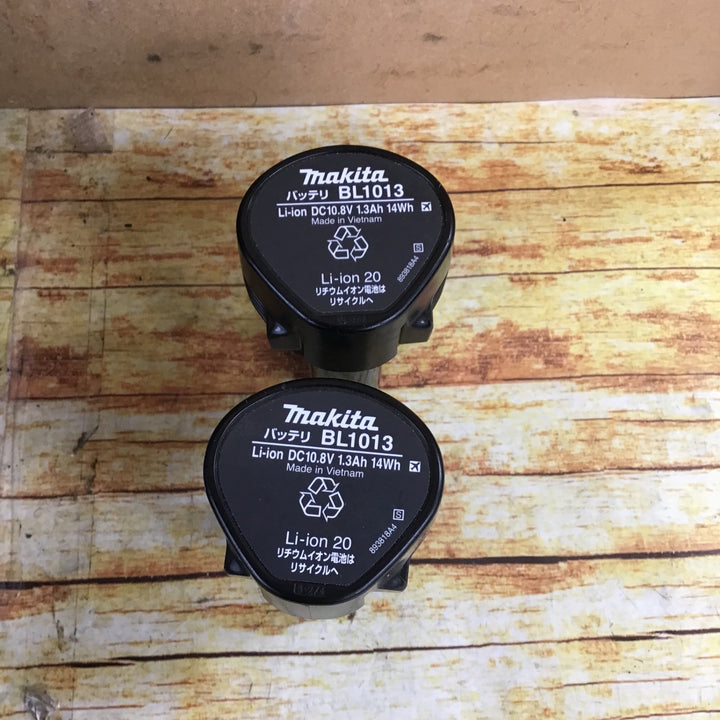 makita
バッテリ BL1013
Li-ion DC10.8V 1.3Ah 14Wh
Made in Vietnam
S
893818A4
Li-ion 20
リチウムイオン電池は
リサイクルへ
makita
バッテリ BL1013
Li-ion DC10.8V 1.3Ah 14Wh
Made in Vietnam
S
893818A4
Li-ion 20
リチウムイオン電池は
リサイクルへ